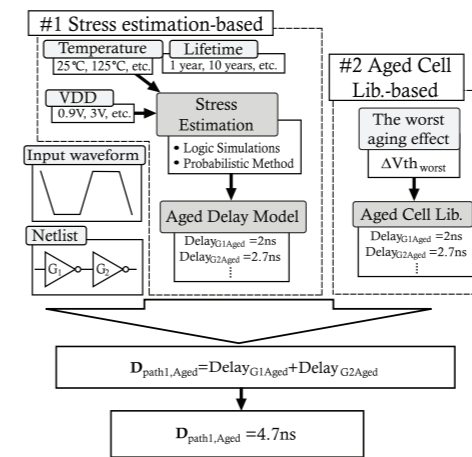 #1 Stress estimation-based
Temperature
25℃, 125℃, etc.
Lifetime
1 year, 10 years, etc.
VDD
0.9V, 3V, etc.
Stress
Estimation
• Logic Simulations
• Probabilistic Method
Input waveform
Netlist
G1 G2
Aged Delay Model
DelayG1Aged=2ns
DelayG2Aged=2.7ns
⋮
#2 Aged Cell
Lib.-based
The worst
aging effect
ΔVthworst
Aged Cell Lib.
DelayG1Aged=2ns
DelayG2Aged=2.7ns
⋮
Dpath1,Aged=DelayG1Aged+DelayG2Aged
Dpath1,Aged=4.7ns